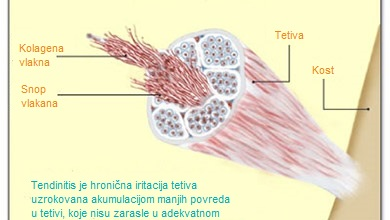 Kolagena
vlakna
Snop
vlakana
Tetiva
Kost
Tendinitis je hronična iritacija tetiva
uzrokovana akumulacijom manjih povreda
u tetivi, koje nisu zarasle u adekvatnom